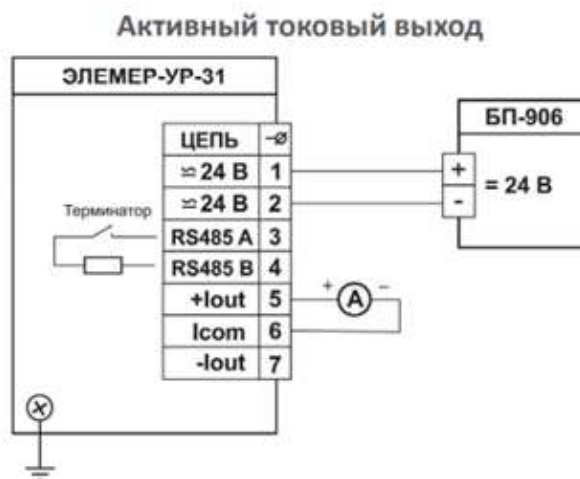 Активный токовый выход
ЭЛЕМЕР-УР-31
БП-906
ЦЕПЬ -ø
≂ 24 В 1 +
= 24 В
≂ 24 В 2 -
Терминатор
RS485 A 3
RS485 B 4
+Iout 5 + A -
Icom 6
-Iout 7